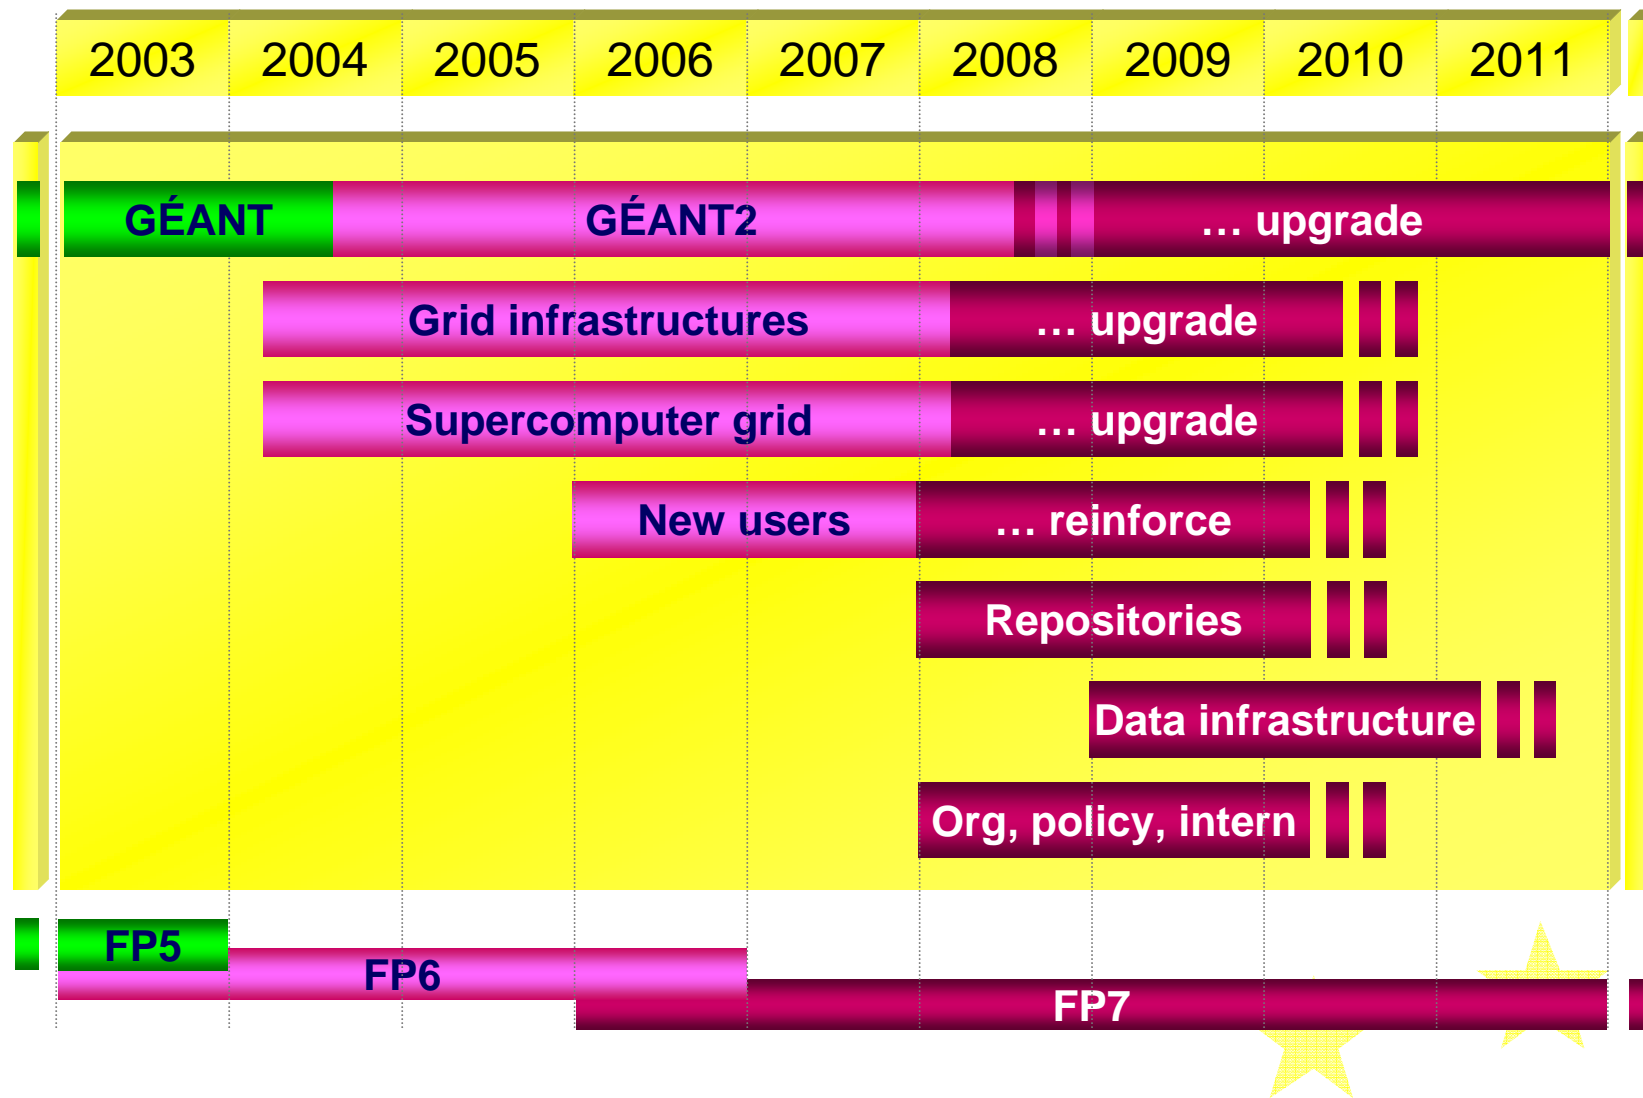 2003 2004 2005 2006 2007 2008 2009 2010 2011
GÉANT GÉANT2 ... upgrade
Grid infrastructures ... upgrade
Supercomputer grid ... upgrade
New users ... reinforce
Repositories
Data infrastructure
Org, policy, intern
FP5
FP6
FP7